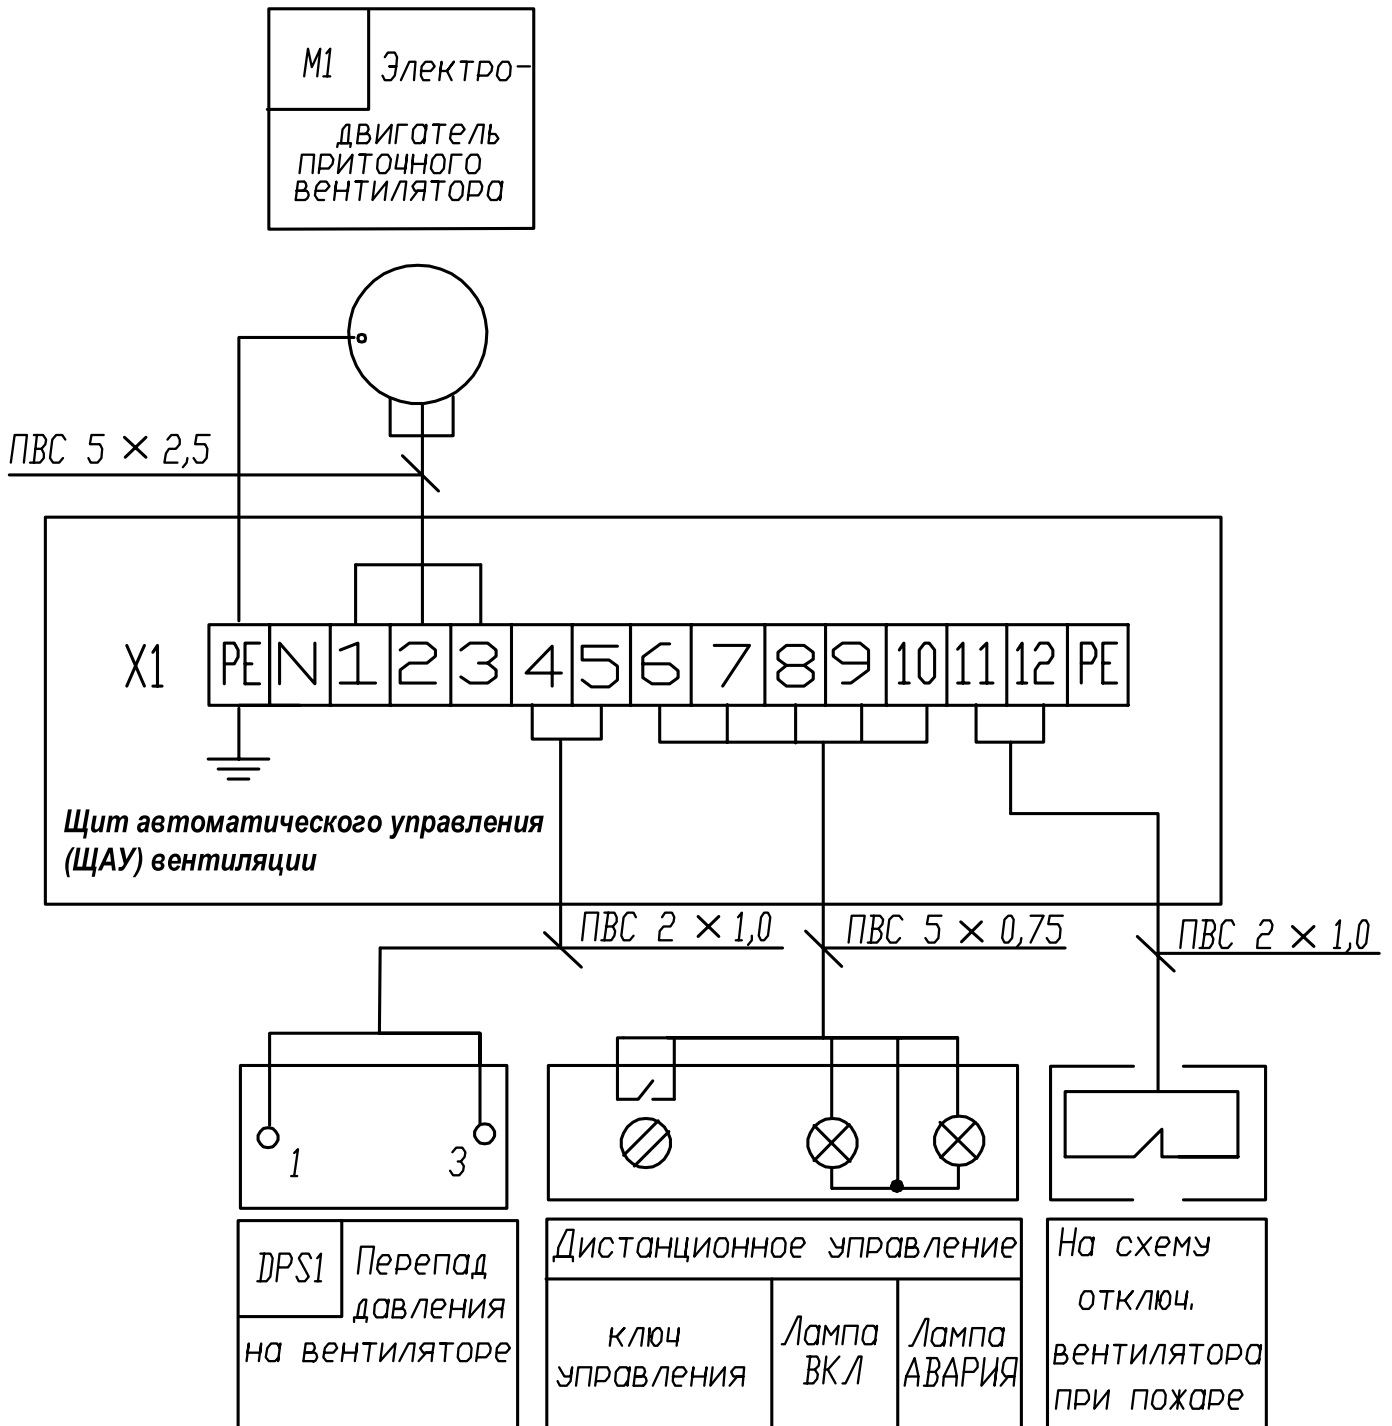 М1 Электро-
двигатель
приточного
вентилятора
ПВС 5 × 2,5
X1 PE N 1 2 3 4 5 6 7 8 9 10 11 12 PE
Щит автоматического управления
(ЩАУ) вентиляции
ПВС 2 × 1,0
ПВС 5 × 0,75
ПВС 2 × 1,0
1 3
DPS1 Перепад
давления
на вентиляторе
Дистанционное управление
ключ
управления
Лампа
ВКЛ
Лампа
АВАРИЯ
На схему
отключ.
вентилятора
при пожаре